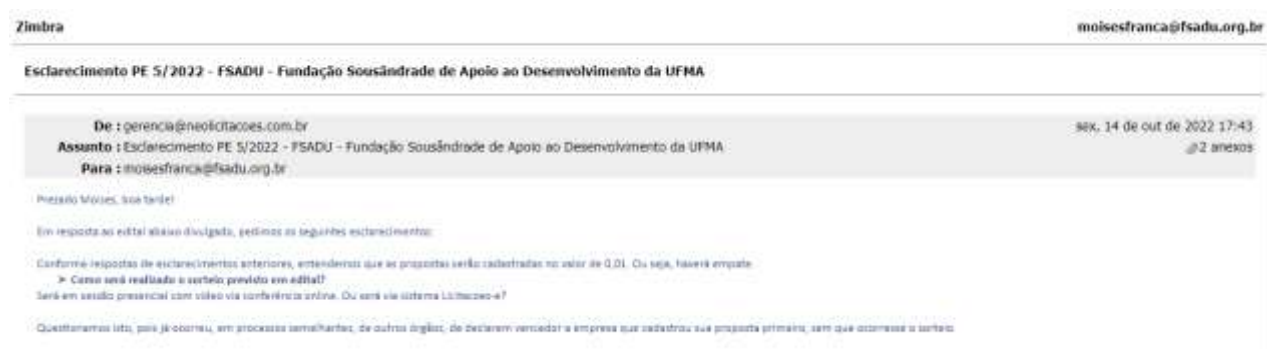 Zimbra
moisesfranca@fsadu.org.br
Esclarecimento PE 5/2022 - FSADU - Fundação Sousândrade de Apoio ao Desenvolvimento da UFMA
De : gerencia@neolicitacoes.com.br
sex, 14 de out de 2022 17:43
Assunto : Esclarecimento PE 5/2022 - FSADU - Fundação Sousândrade de Apoio ao Desenvolvimento da UFMA
2 anexos
Para : moisesfranca@fsadu.org.br
Prezado Moises, boa tarde!
Em resposta ao edital abaixo divulgado, pedimos os seguintes esclarecimentos:
Conforme respostas de esclarecimentos anteriores, entendemos que as propostas serão cadastradas no valor de 0,01. Ou seja, haverá empate.
➤ Como será realizado o sorteio previsto em edital?
Será em sessão presencial com vídeo via conferência online. Ou será via sistema Licitacoes-e?
Questionamos isto, pois já ocorreu, em processos semelhantes, de outros órgãos, de declarem vencedor a empresa que cadastrou sua proposta primeiro, sem que ocorresse o sorteio.